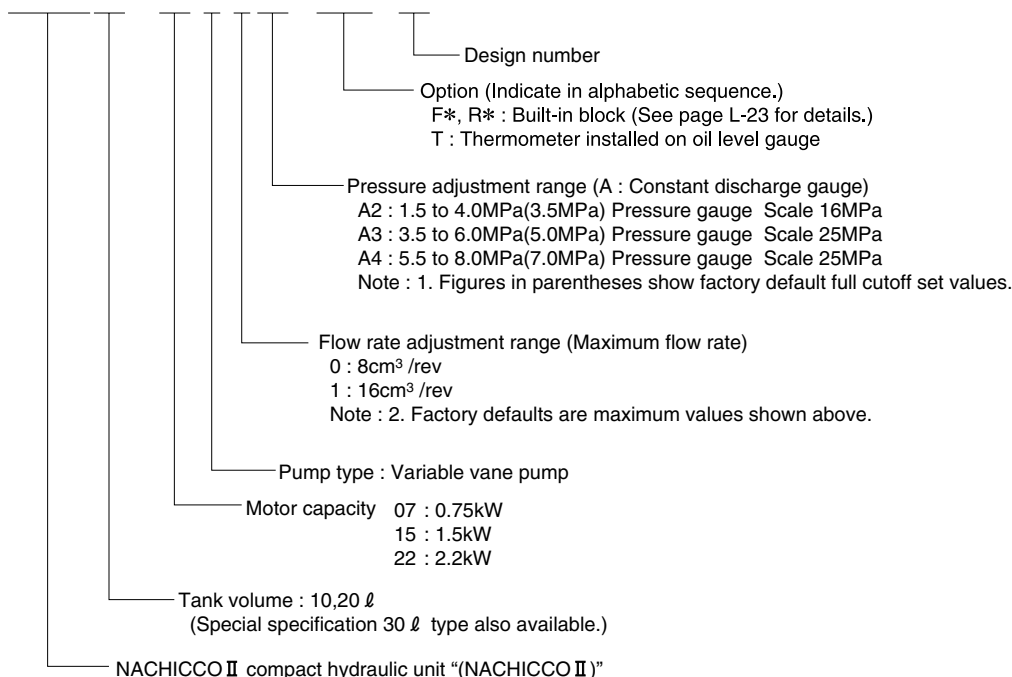 Design number
Option (Indicate in alphabetic sequence.)
F*, R* : Built-in block (See page L-23 for details.)
T : Thermometer installed on oil level gauge
Pressure adjustment range (A : Constant discharge gauge)
A2 : 1.5 to 4.0MPa(3.5MPa) Pressure gauge Scale 16MPa
A3 : 3.5 to 6.0MPa(5.0MPa) Pressure gauge Scale 25MPa
A4 : 5.5 to 8.0MPa(7.0MPa) Pressure gauge Scale 25MPa
Note : 1. Figures in parentheses show factory default full cutoff set values.
Flow rate adjustment range (Maximum flow rate)
0 : 8cm³ /rev
1 : 16cm³ /rev
Note : 2. Factory defaults are maximum values shown above.
Pump type : Variable vane pump
Motor capacity 07 : 0.75kW
15 : 1.5kW
22 : 2.2kW
Tank volume : 10,20 ℓ
(Special specification 30 ℓ type also available.)
NACHICCO Ⅱ compact hydraulic unit “(NACHICCO Ⅱ)”